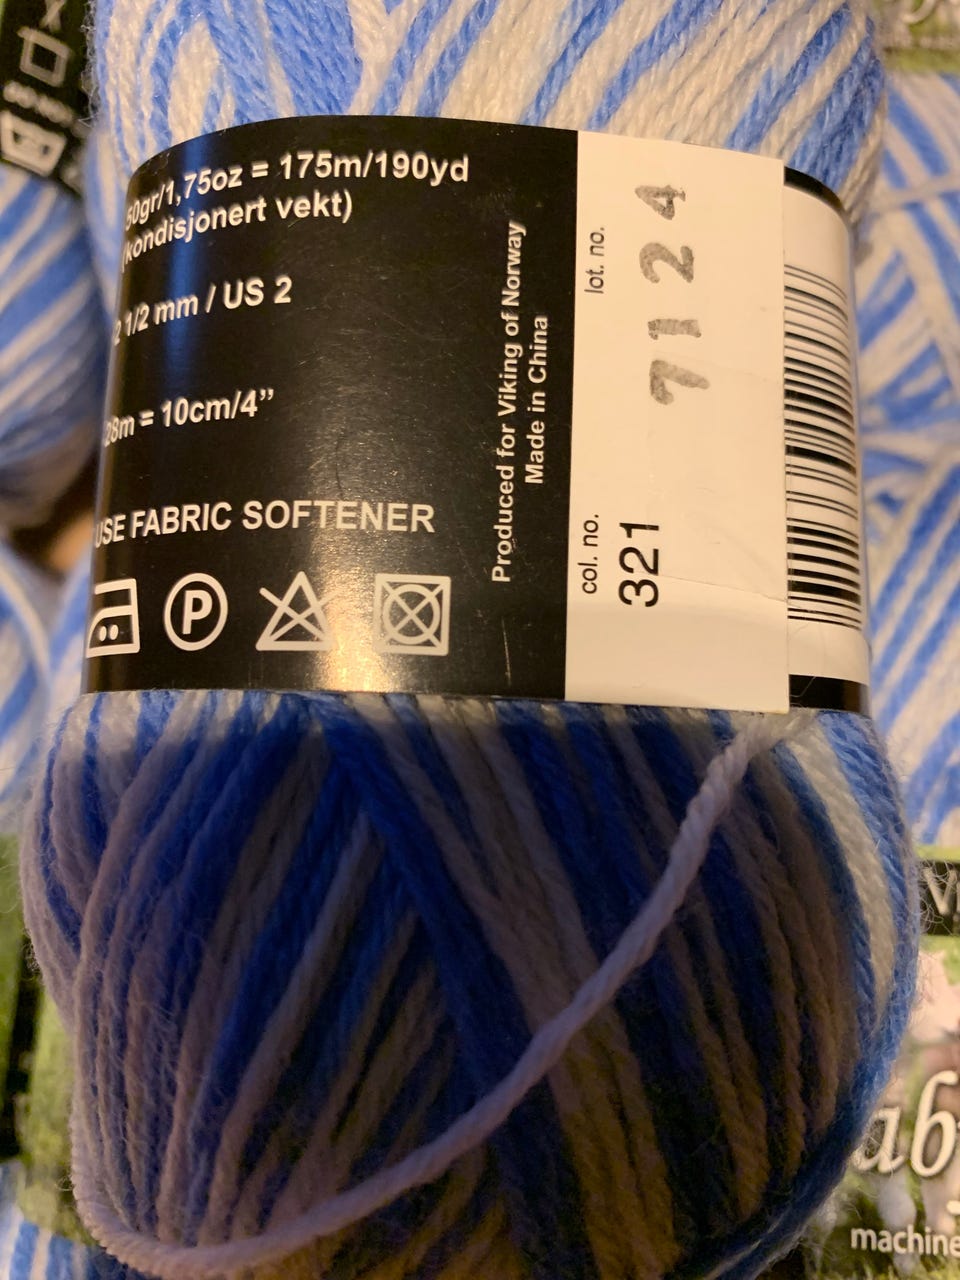 50gr/1,75oz = 175m/190yd
(kondisjonert vekt)
2 1/2 mm / US 2
28m = 10cm/4”
USE FABRIC SOFTENER
P
Produced for Viking of Norway
Made in China
lot. no.
7124
col. no.
321
machine